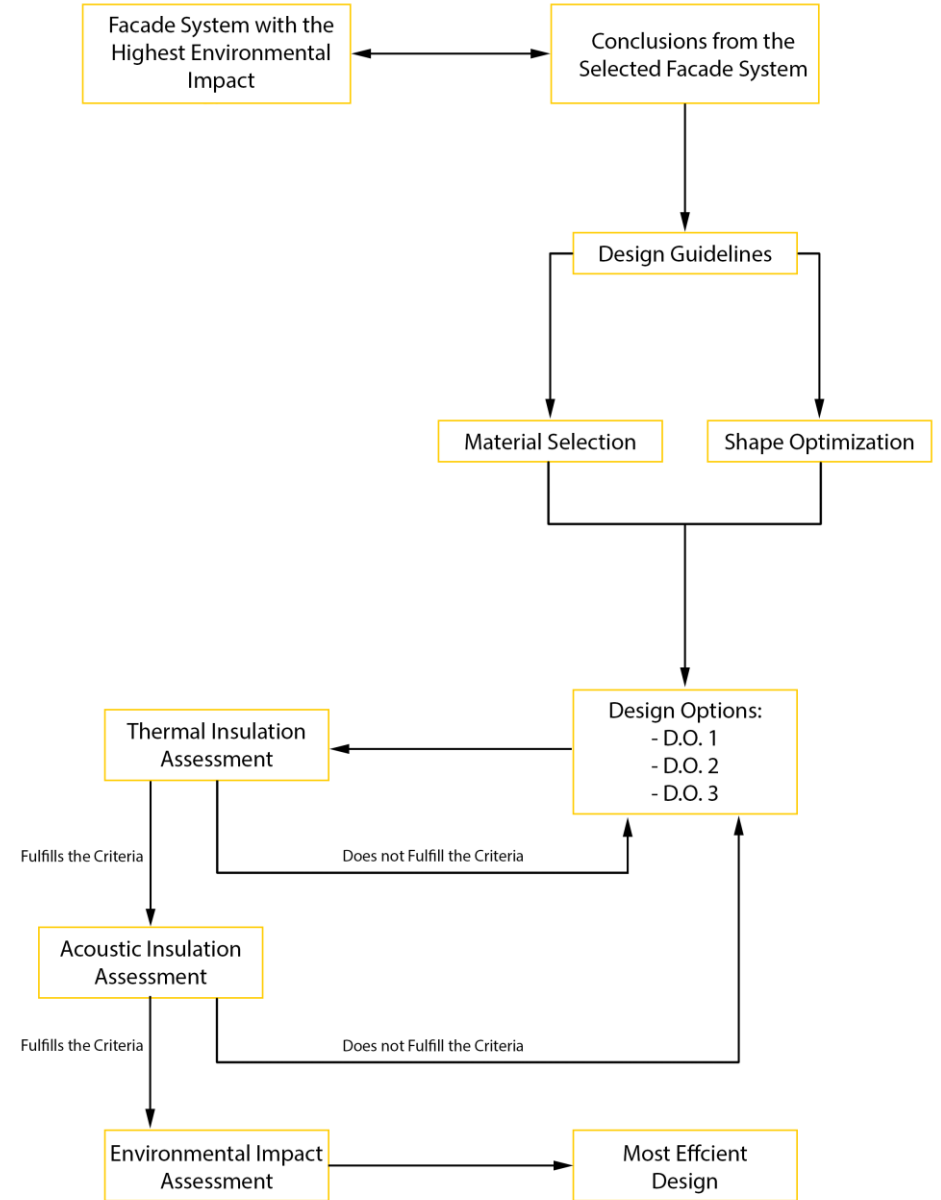 Facade System with the
Highest Environmental
Impact
Conclusions from the
Selected Facade System
Design Guidelines
Material Selection
Shape Optimization
Design Options:
- D.O. 1
- D.O. 2
- D.O. 3
Thermal Insulation
Assessment
Fulfills the Criteria
Does not Fulfill the Criteria
Acoustic Insulation
Assessment
Fulfills the Criteria
Does not Fulfill the Criteria
Environmental Impact
Assessment
Most Effcient
Design